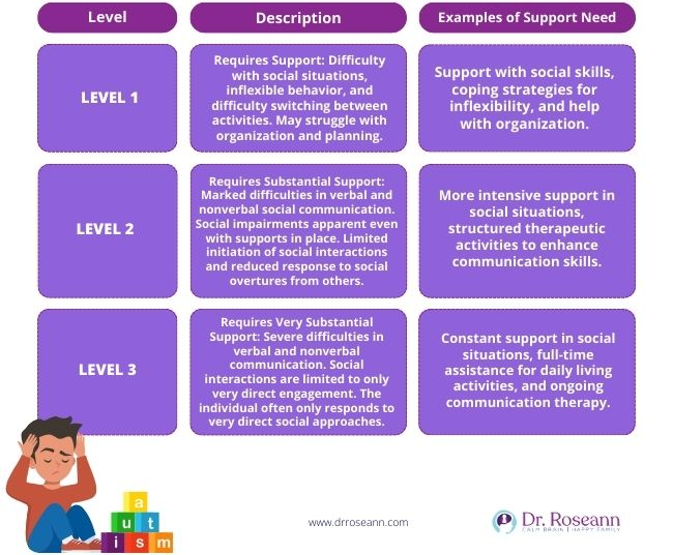 Level
Description
Examples of Support Need
LEVEL 1
Requires Support: Difficulty
with social situations,
inflexible behavior, and
difficulty switching between
activities. May struggle with
organization and planning.
Support with social skills,
coping strategies for
inflexibility, and help
with organization.
LEVEL 2
Requires Substantial Support:
Marked difficulties in verbal and
nonverbal social communication.
Social impairments apparent even
with supports in place. Limited
initiation of social interactions
and reduced response to social
overtures from others.
More intensive support in
social situations,
structured therapeutic
activities to enhance
communication skills.
LEVEL 3
Requires Very Substantial
Support: Severe difficulties in
verbal and nonverbal
communication. Social
interactions are limited to only
very direct engagement. The
individual often only responds to
very direct social approaches.
Constant support in social
situations, full-time
assistance for daily living
activities, and ongoing
communication therapy.
a
u t
i s m
www.drroseann.com
Dr. Roseann
CALM BRAIN | HAPPY FAMILY